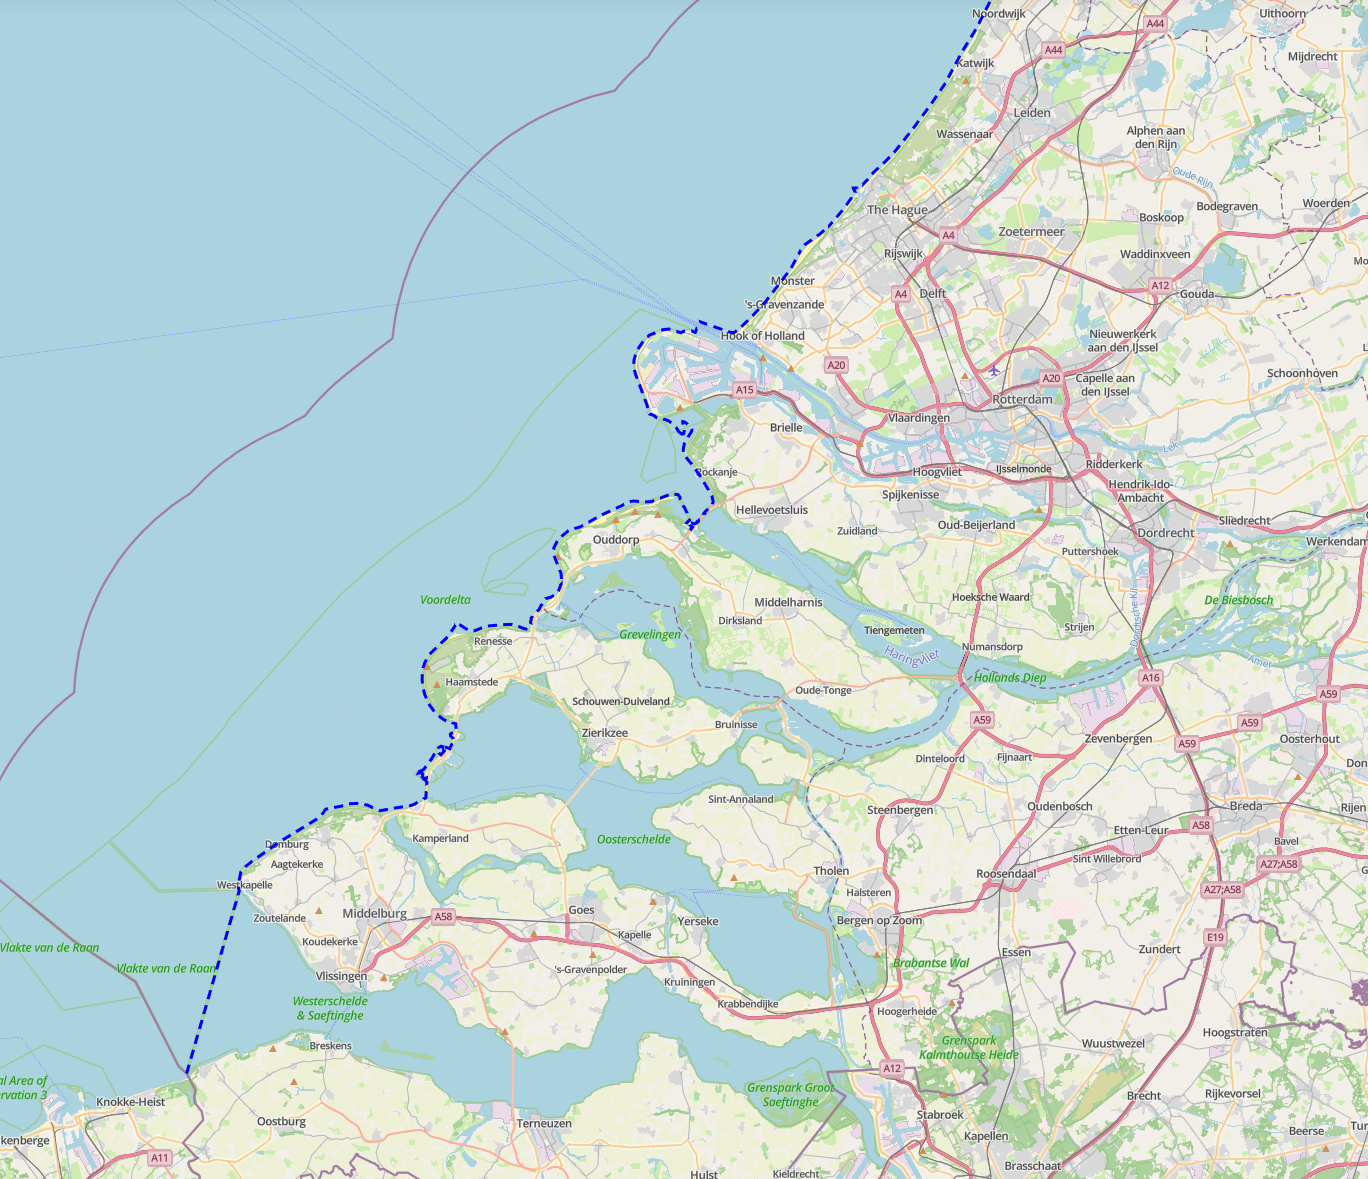 Noordwijk
A44
Uithoorn
A44
Mijdrecht
Katwijk
Leiden
Wassenaar
Alphen aan
den Rijn
Oude Rijn
The Hague
Bodegraven
Woerden
Boskoop
A4
Zoetermeer
Rijswijk
Waddinxveen
Mo
Monster
A12
A4
Delft
Gouda
's-Gravenzande
Hook of Holland
Nieuwerkerk
aan den IJssel
L
A20
Schoonhoven
A20
Capelle aan
den IJssel
A15
Rotterdam
Vlaardingen
Brielle
Lek
Ridderkerk
Rockanje
Hoogvliet
IJsselmonde
Hendrik-Ido-
Ambacht
Spijkenisse
Hellevoetsluis
Oud-Beijerland
Sliedrecht
Zuidland
Dordrecht
Werkendam
Ouddorp
Puttershoek
Voordelta
Middelharnis
Hoeksche Waard
De Biesbosch
Dordtsche Kil
Dirksland
Strijen
Tiengemeten
Grevelingen
Renesse
Numansdorp
Haringvliet
Amer
Hollands Diep
A16
Haamstede
Oude-Tonge
A59
Schouwen-Duiveland
A59
A59
Bruinisse
Zierikzee
Zevenbergen
Oosterhout
A59
Dinteloord
Fijnaart
Don
Sint-Annaland
Steenbergen
Oudenbosch
Breda
Rijen
A58
Etten-Leur
Kamperland
Oosterschelde
Bavel
Domburg
Sint Willebrord
A27;A58
Aagtekerke
Tholen
Roosendaal
G
Westkapelle
Halsteren
A27;A58
Zoutelande
Middelburg
A58
Goes
Yerseke
Bergen op Zoom
Kapelle
E19
Koudekerke
Vlakte van de Raan
Essen
Zundert
Vlakte van de Raan
's-Gravenpolder
Brabantse Wal
Vlissingen
Kruiningen
Westerschelde
& Saeftinghe
Krabbendijke
Hoogerheide
Hoogstraten
Breskens
Grenspark
Kalmthoutse Heide
Wuustwezel
A12
al Area of
rvation 3
Grenspark Groot
Saeftinghe
Rijkevorsel
Brecht
Knokke-Heist
Stabroek
Oostburg
Terneuzen
Beerse
Tur
kenberge
Kapellen
A11
Brasschaat
Hulst
Kieldrecht